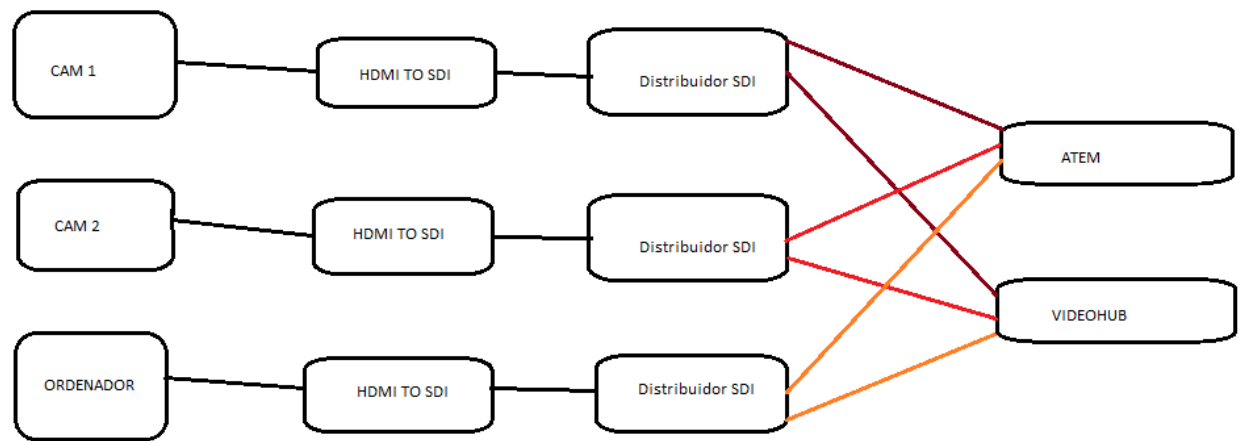 CAM 1
HDMI TO SDI
Distribuidor SDI
ATEM
CAM 2
HDMI TO SDI
Distribuidor SDI
VIDEOHUB
ORDENADOR
HDMI TO SDI
Distribuidor SDI